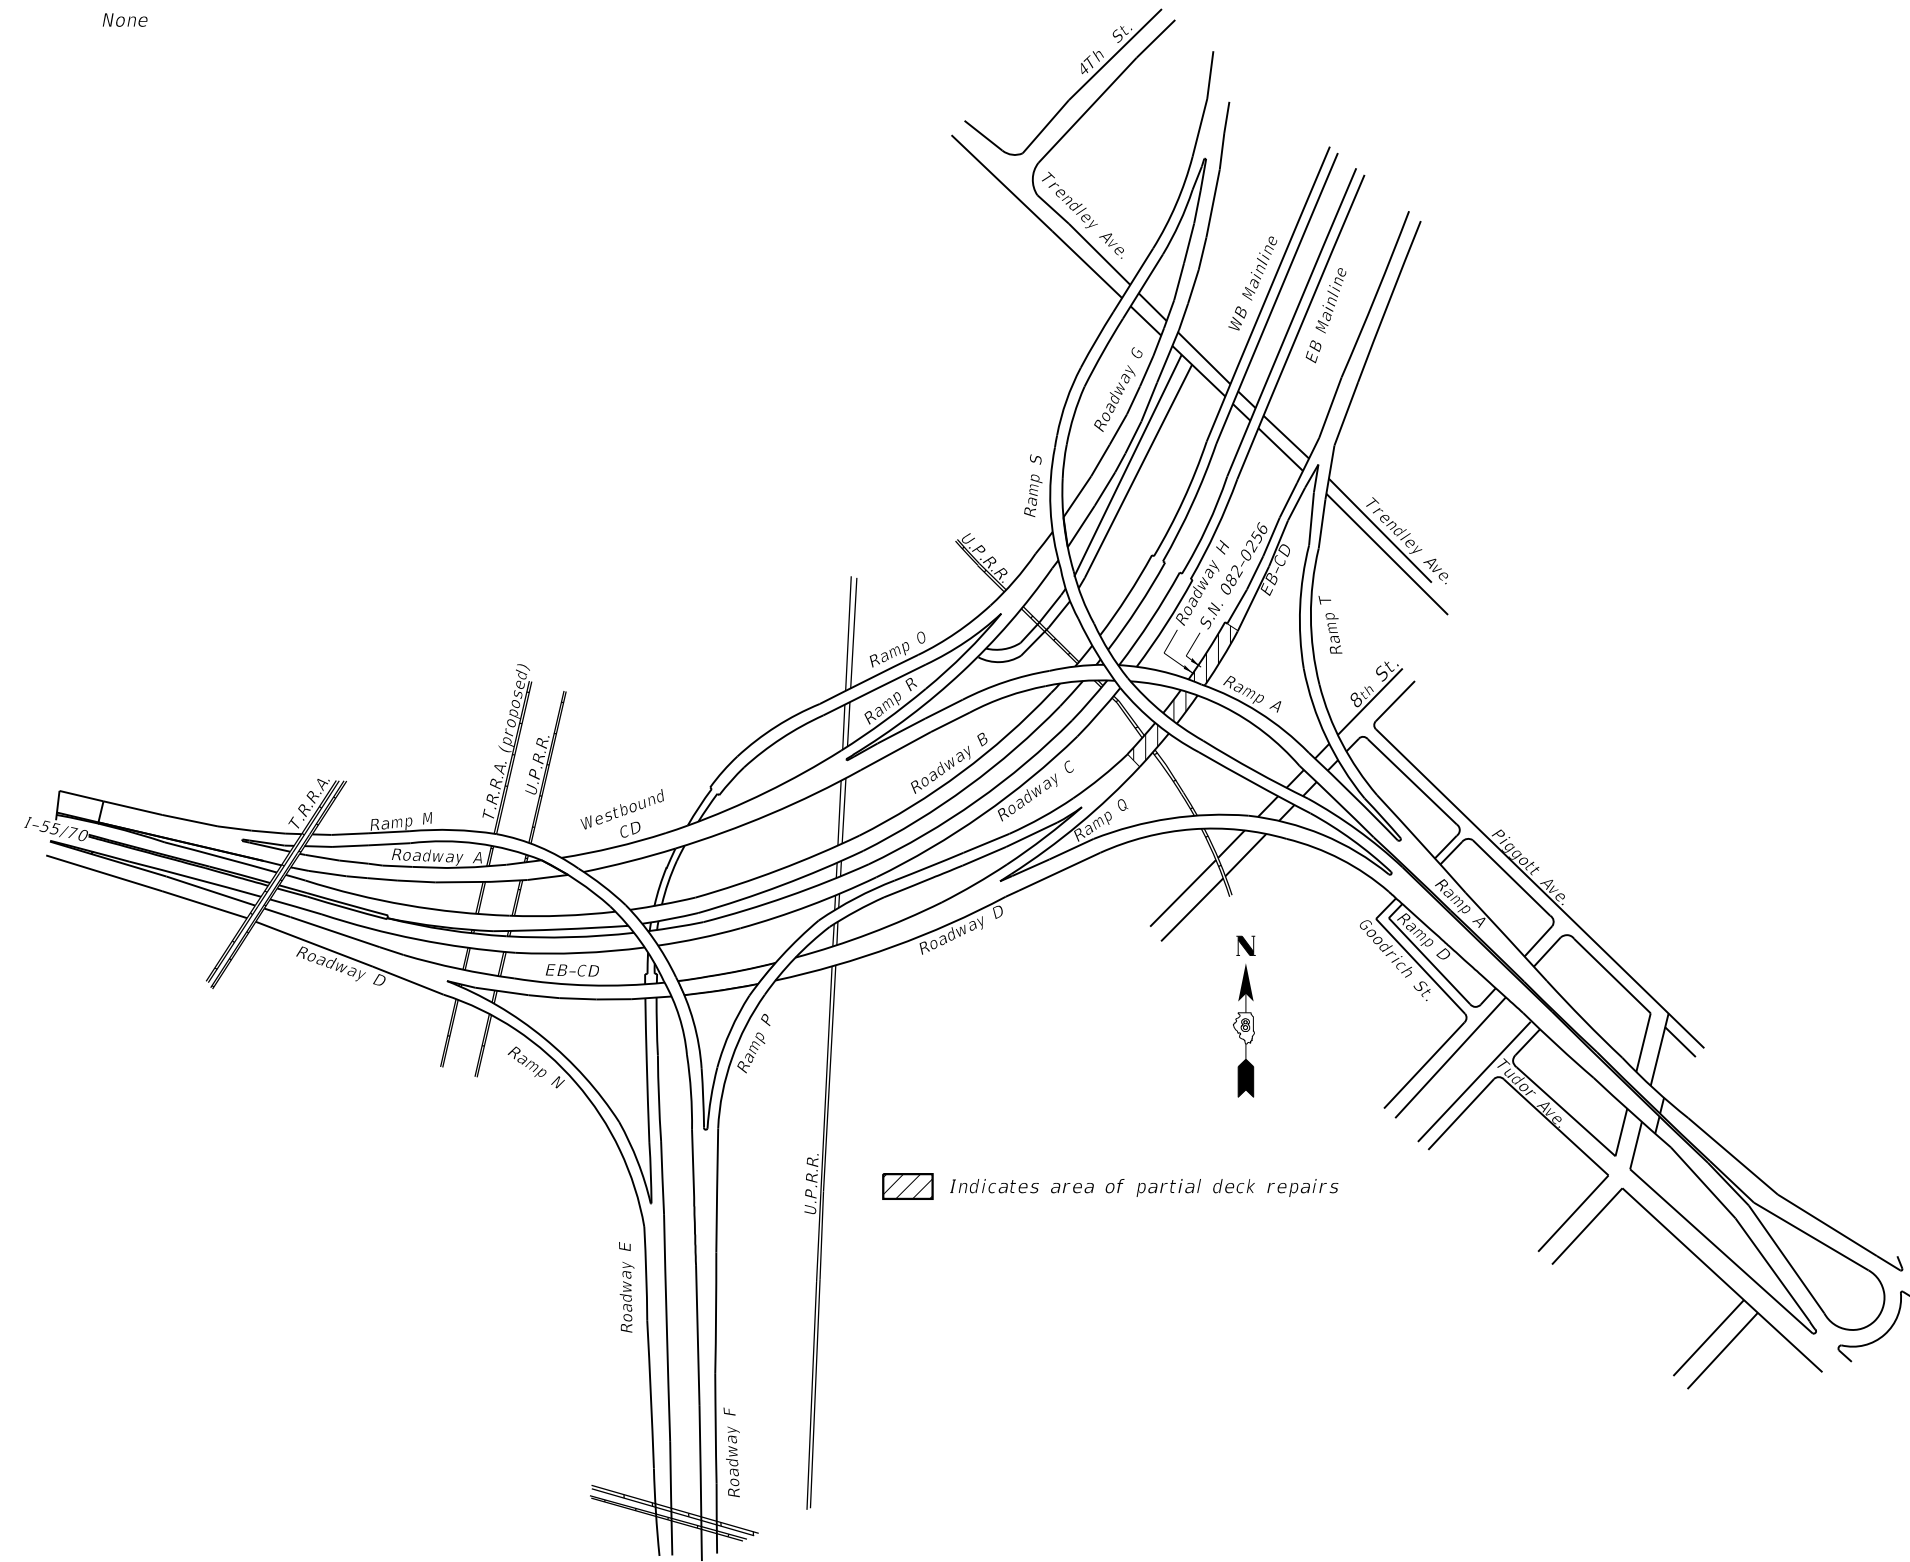 None
4Th St.
Trendley Ave.
WB Mainline
EB Mainline
Roadway G
Ramp S
Trendley Ave.
U.P.R.R.
Roadway H
S.N. 082-0256
EB-CD
Ramp T
Ramp O
Ramp R
Ramp A
8th St.
T.R.R.A. (proposed)
U.P.R.R.
T.R.R.A.
I-55/70
Ramp M
Roadway A
Westbound
CD
Roadway B
Roadway C
Ramp Q
Piggott Ave.
Ramp A
Ramp D
Goodrich St.
Roadway D
EB-CD
Roadway D
N
Ramp N
Ramp P
Tudor Ave.
U.P.R.R.
Indicates area of partial deck repairs
Roadway E
Roadway F